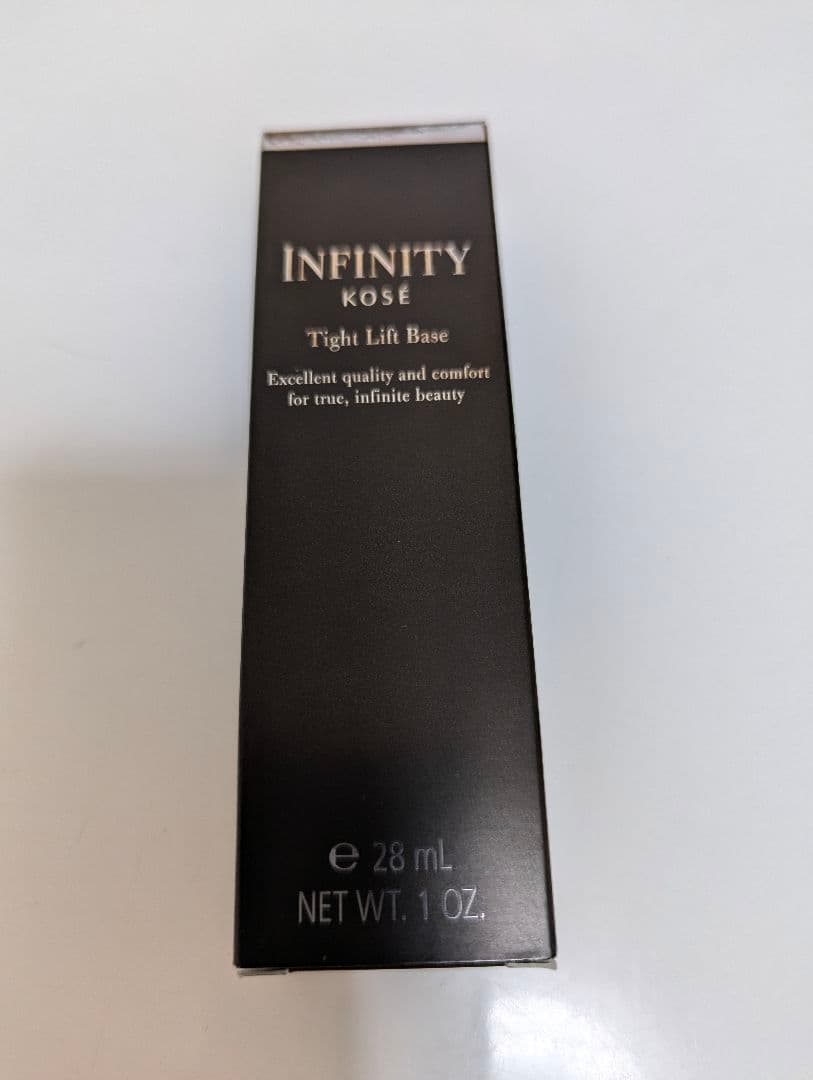 INFINITY
KOSÉ
Tight Lift Base
Excellent quality and comfort
for true, infinite beauty
℮ 28 mL
NET WT. 1 OZ.